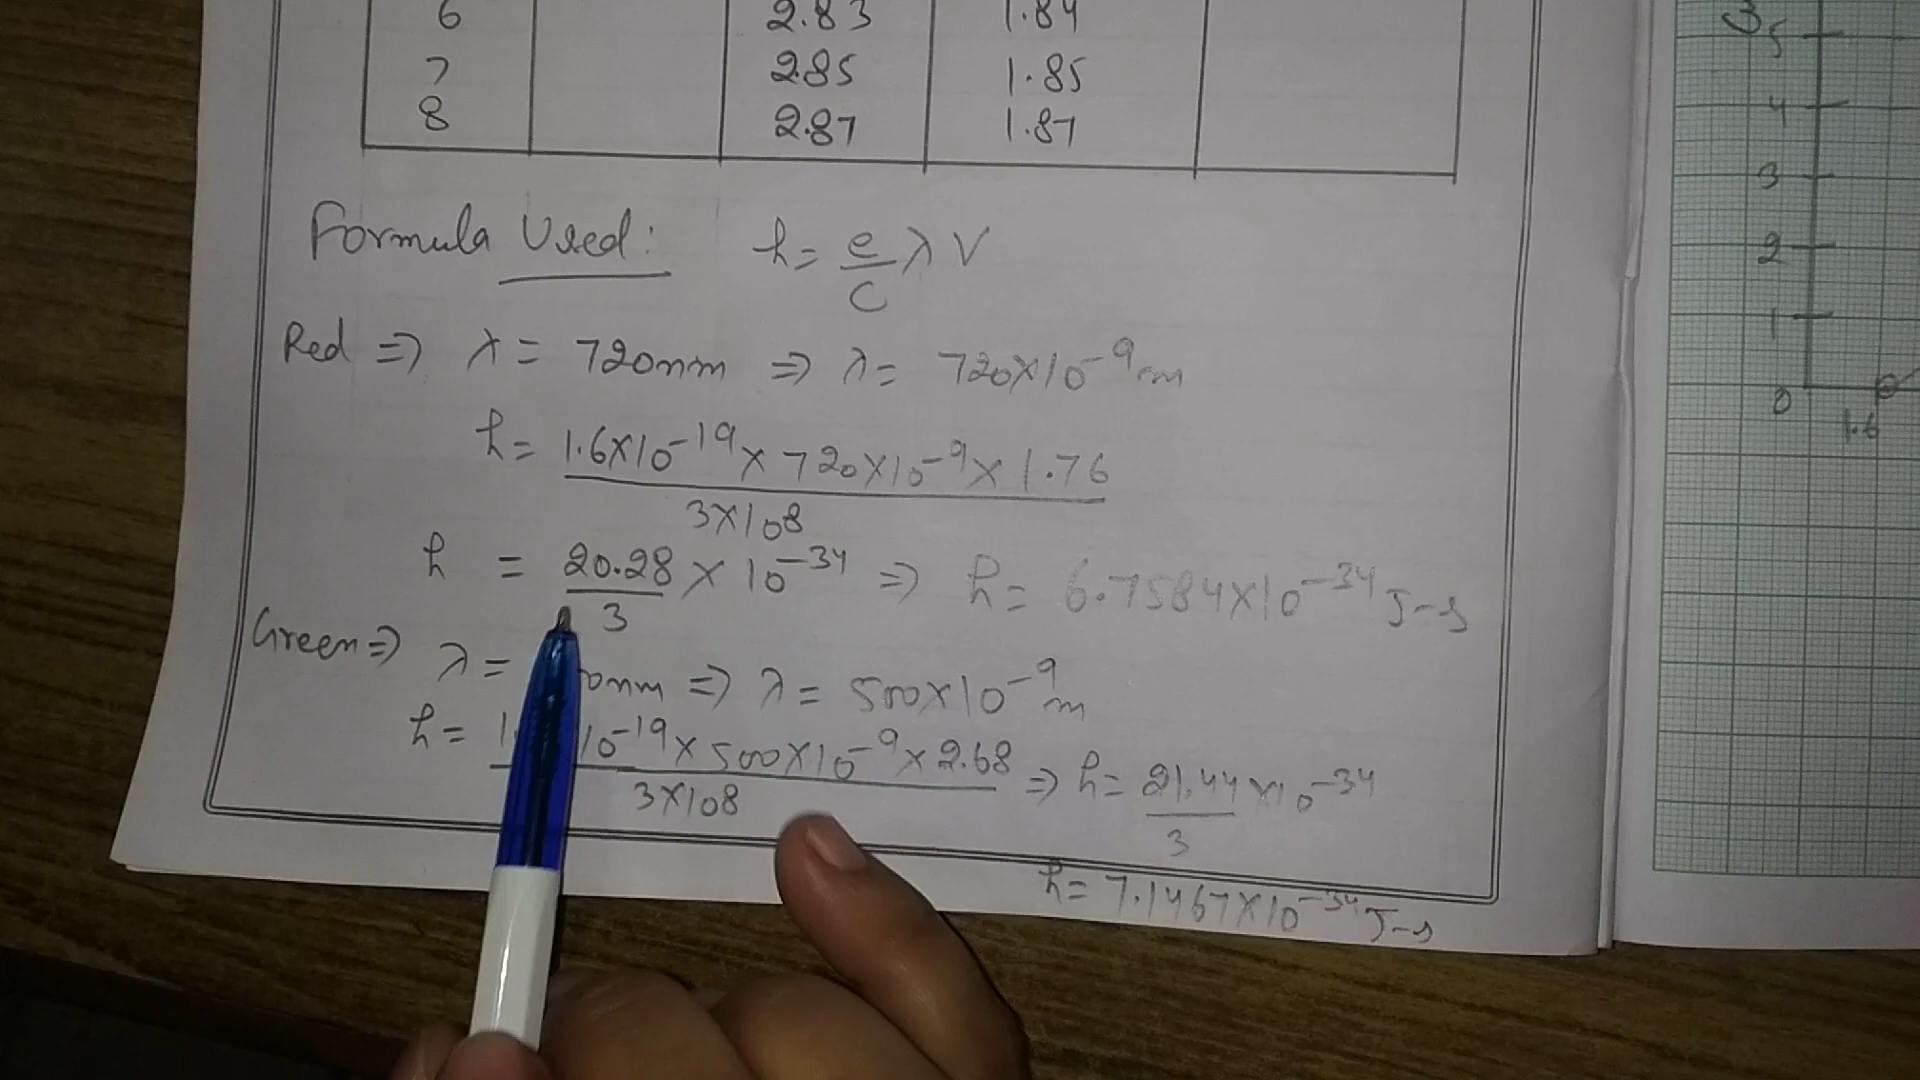 6 2.83 1.84
7 2.85 1.85
8 2.87 1.87
Formula Used: h = e/c λ V
Red ⇒ λ = 720nm ⇒ λ = 720×10⁻⁹m
h = 1.6×10⁻¹⁹ × 720×10⁻⁹ × 1.76
3×10⁸
h = 20.28/3 × 10⁻³⁴ ⇒ h = 6.7584×10⁻³⁴ J-s
Green ⇒ λ = 0nm ⇒ λ = 500×10⁻⁹m
h = 1. 10⁻¹⁹ × 500×10⁻⁹ × 2.68 ⇒ h = 21.44/3 ×10⁻³⁴
3×10⁸
h = 7.1467×10⁻³⁴ J-s
5
4
3
2
1
0
1.6